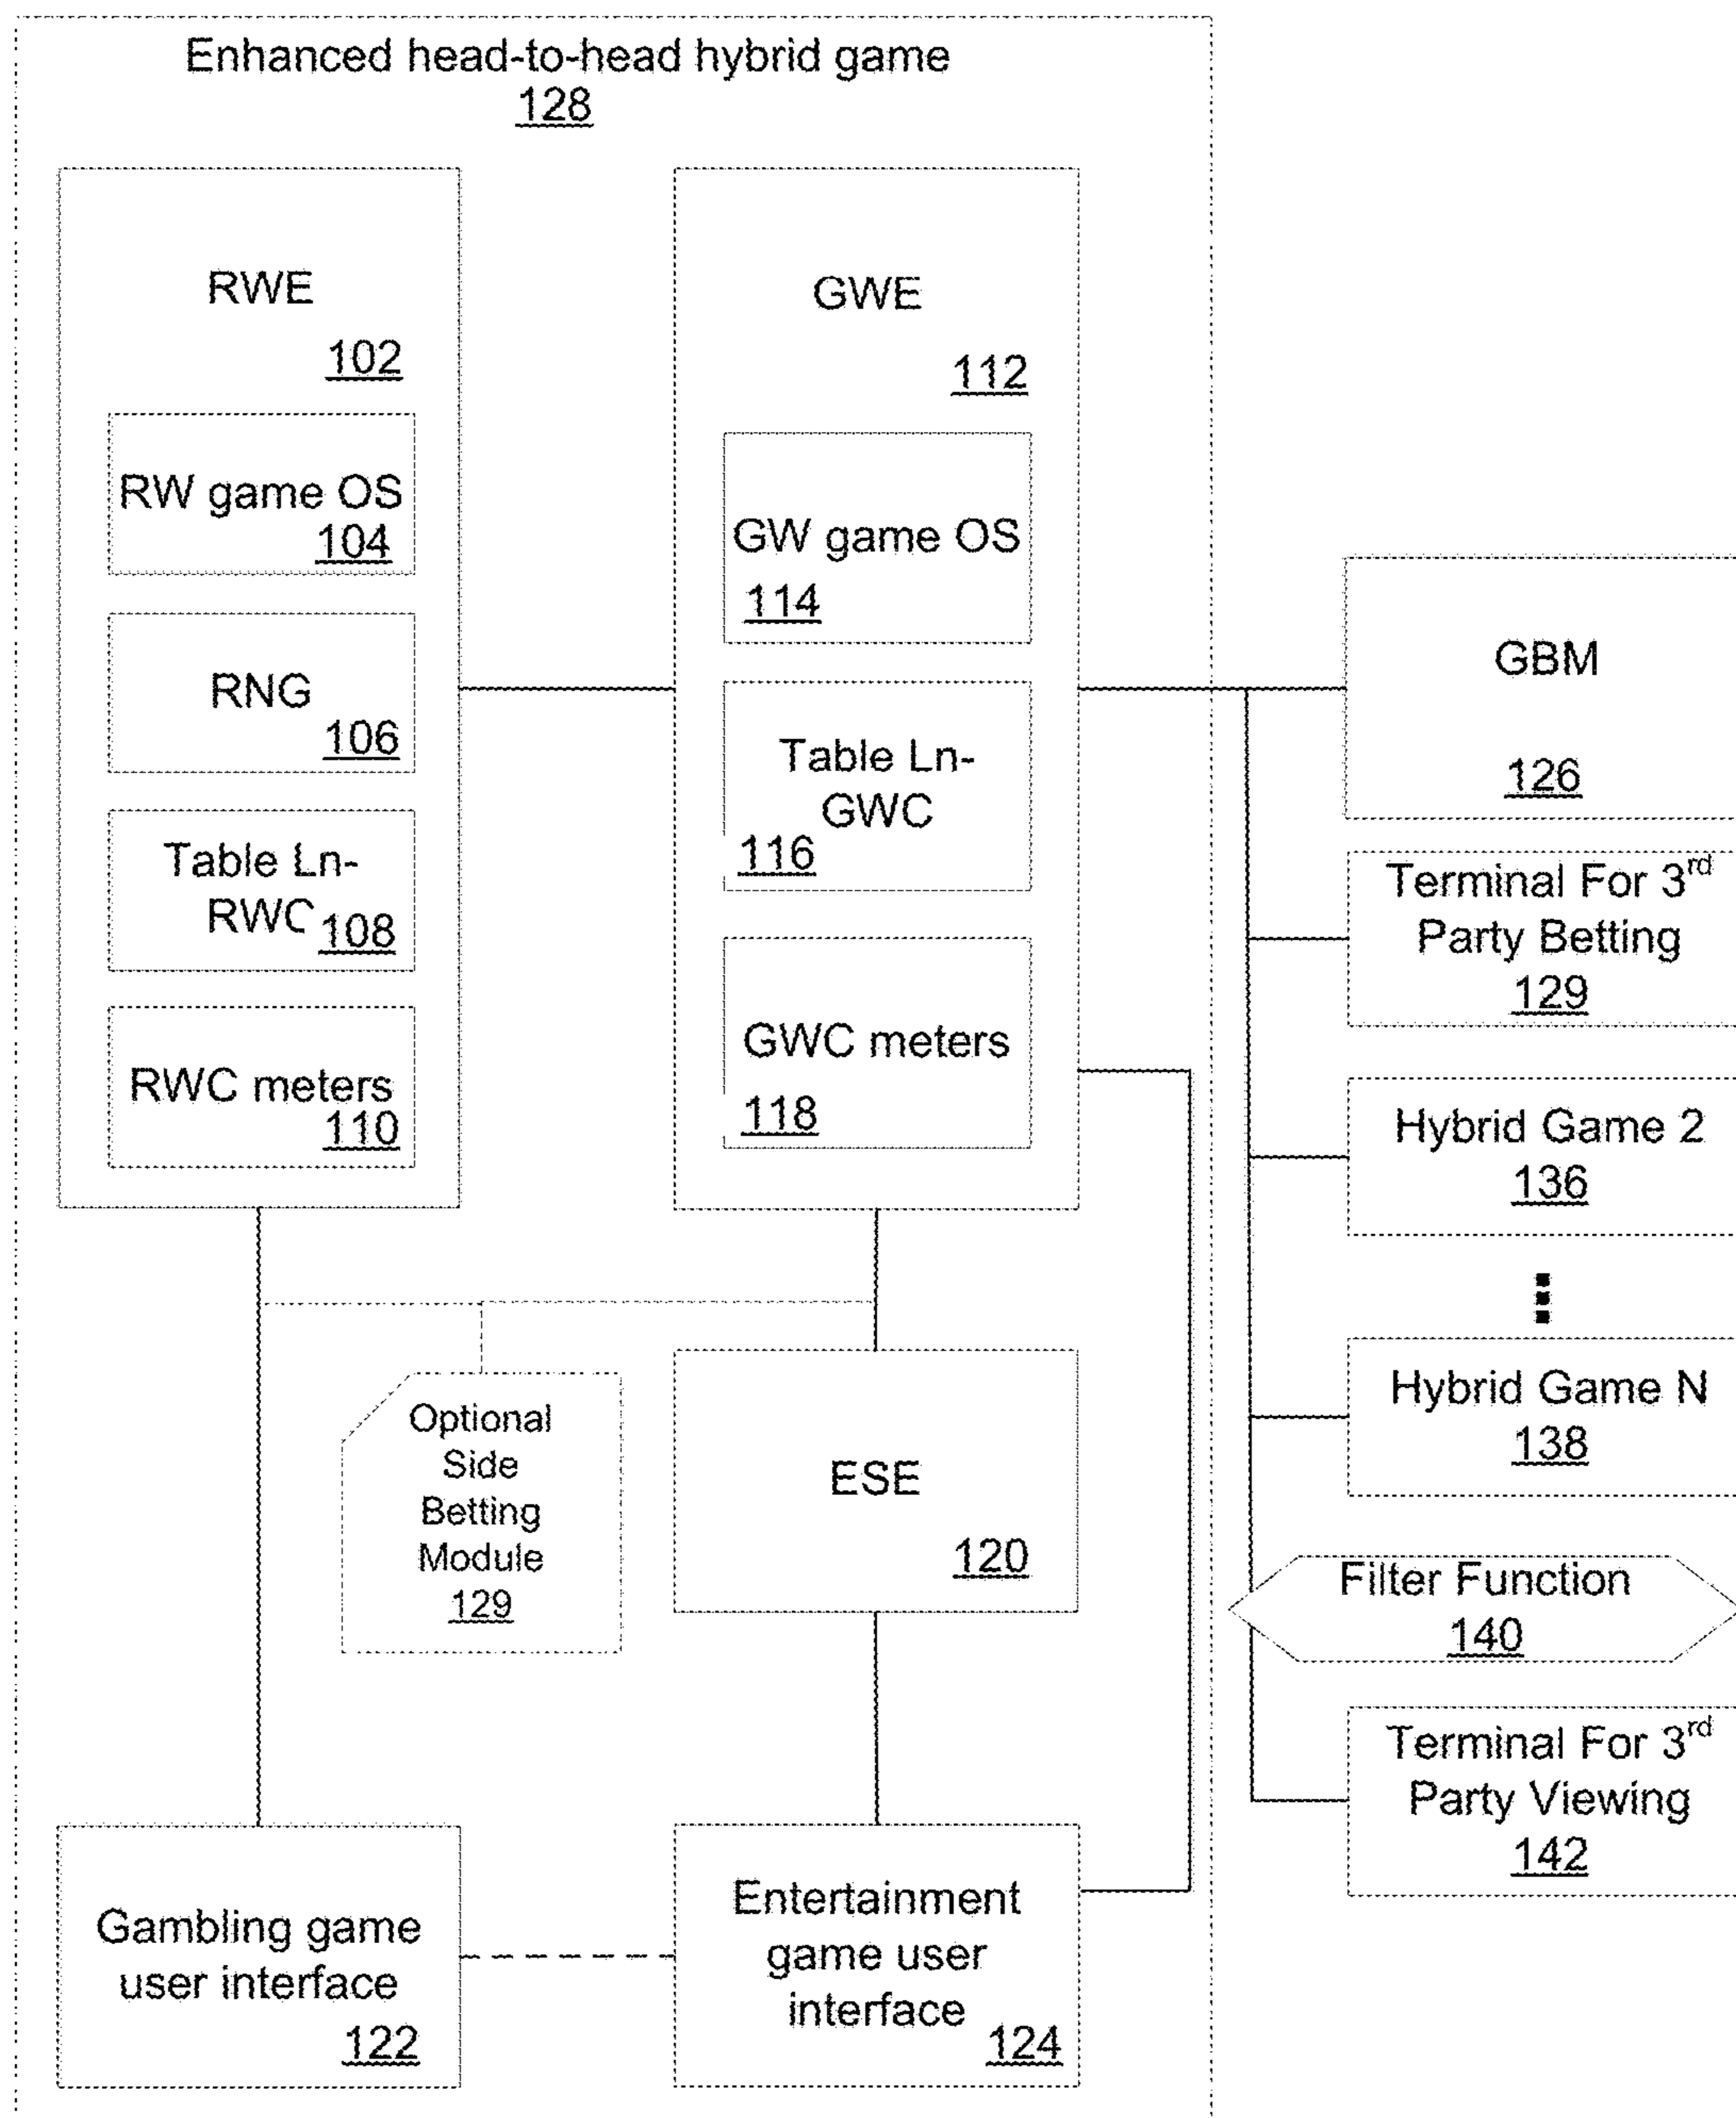 Enhanced head-to-head hybrid game
128
RWE
102
RW game OS
104
RNG
106
Table Ln-
RWC
108
RWC meters
110
GWE
112
GW game OS
114
Table Ln-
GWC
116
GWC meters
118
GBM
126
Terminal For 3rd
Party Betting
129
Hybrid Game 2
136
Hybrid Game N
138
Filter Function
140
Terminal For 3rd
Party Viewing
142
Optional
Side
Betting
Module
129
ESE
120
Gambling game
user interface
122
Entertainment
game user
interface
124